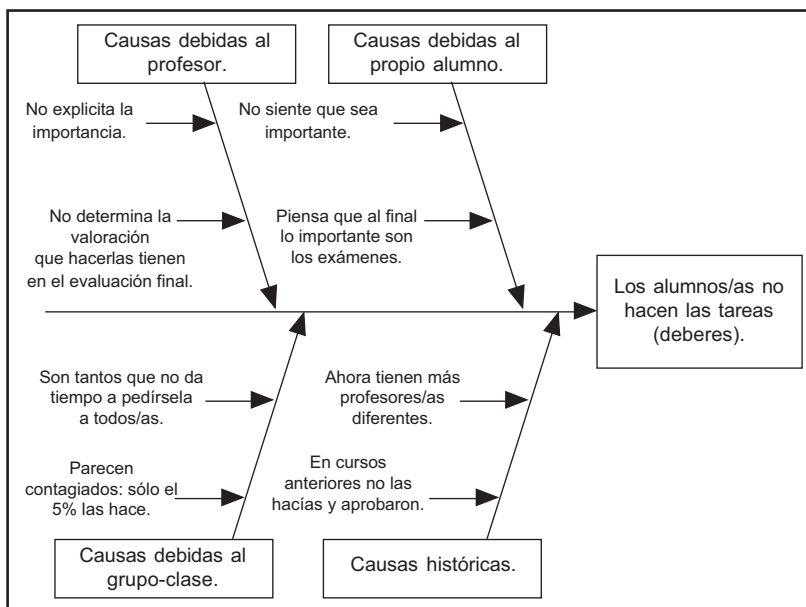 Causas debidas al
profesor.
Causas debidas al
propio alumno.
No explicita la
importancia.
No siente que sea
importante.
No determina la
valoración
que hacerlas tienen
en el evaluación final.
Piensa que al final
lo importante son
los exámenes.
Los alumnos/as no
hacen las tareas
(deberes).
Son tantos que no da
tiempo a pedírsela
a todos/as.
Ahora tienen más
profesores/as
diferentes.
Parecen
contagiados: sólo el
5% las hace.
En cursos
anteriores no las
hacías y aprobaron.
Causas debidas al
grupo-clase.
Causas históricas.